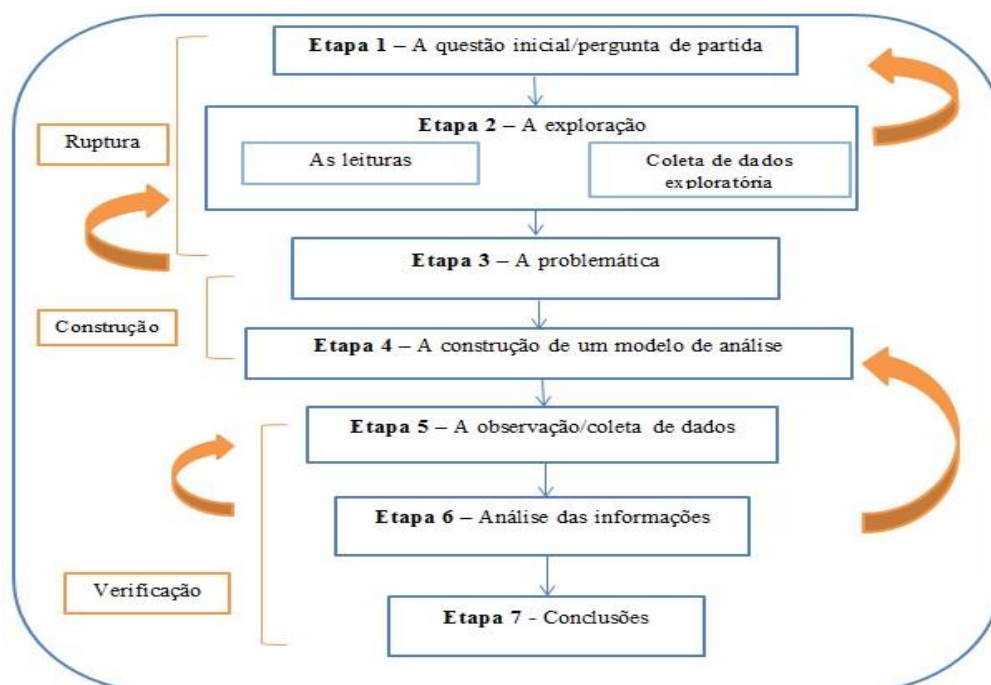 Etapa 1 – A questão inicial/pergunta de partida
Ruptura
Etapa 2 – A exploração
As leituras
Coleta de dados
exploratória
Etapa 3 – A problemática
Construção
Etapa 4 – A construção de um modelo de análise
Etapa 5 – A observação/coleta de dados
Etapa 6 – Análise das informações
Verificação
Etapa 7 - Conclusões